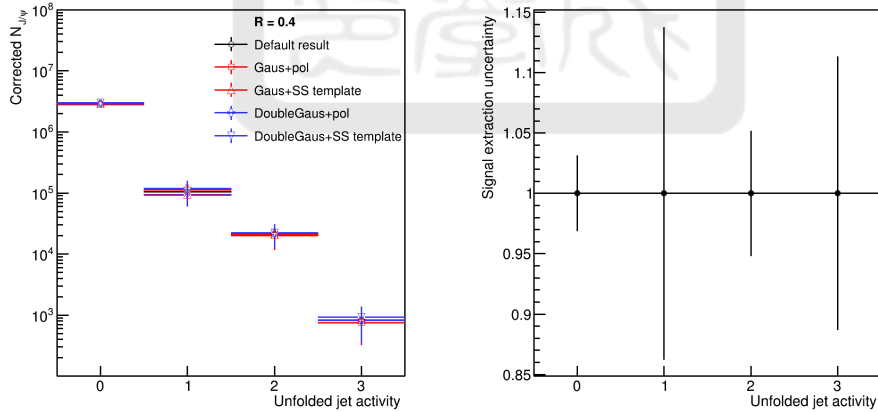 Corrected N_J/ψ
10^8
10^7
10^6
10^5
10^4
10^3
R = 0.4
Default result
Gaus+pol
Gaus+SS template
DoubleGaus+pol
DoubleGaus+SS template
0 1 2 3
Unfolded jet activity
Signal extraction uncertainty
1.15
1.1
1.05
1
0.95
0.9
0.85
0 1 2 3
Unfolded jet activity